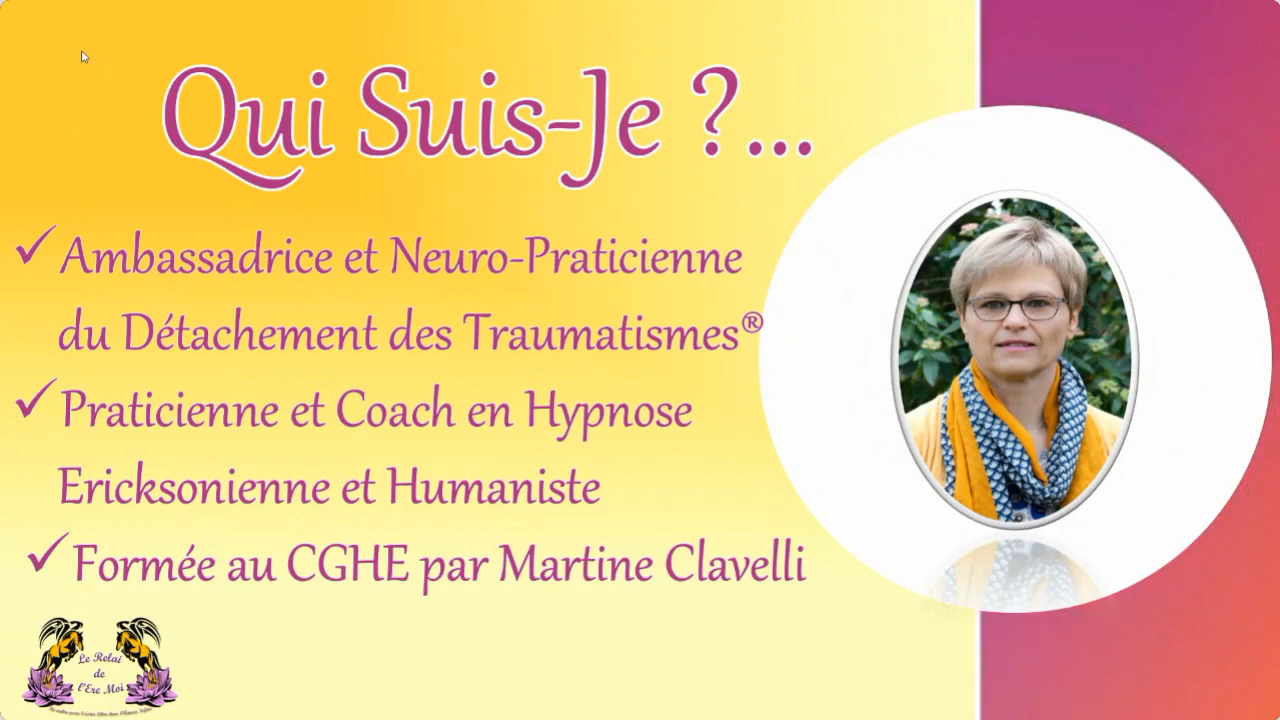 Qui Suis-Je ?...
✓Ambassadrice et Neuro-Praticienne
du Détachement des Traumatismes®
✓Praticienne et Coach en Hypnose
Ericksonienne et Humaniste
✓Formée au CGHE par Martine Clavelli
Le Relai
de
l'Ere Moi